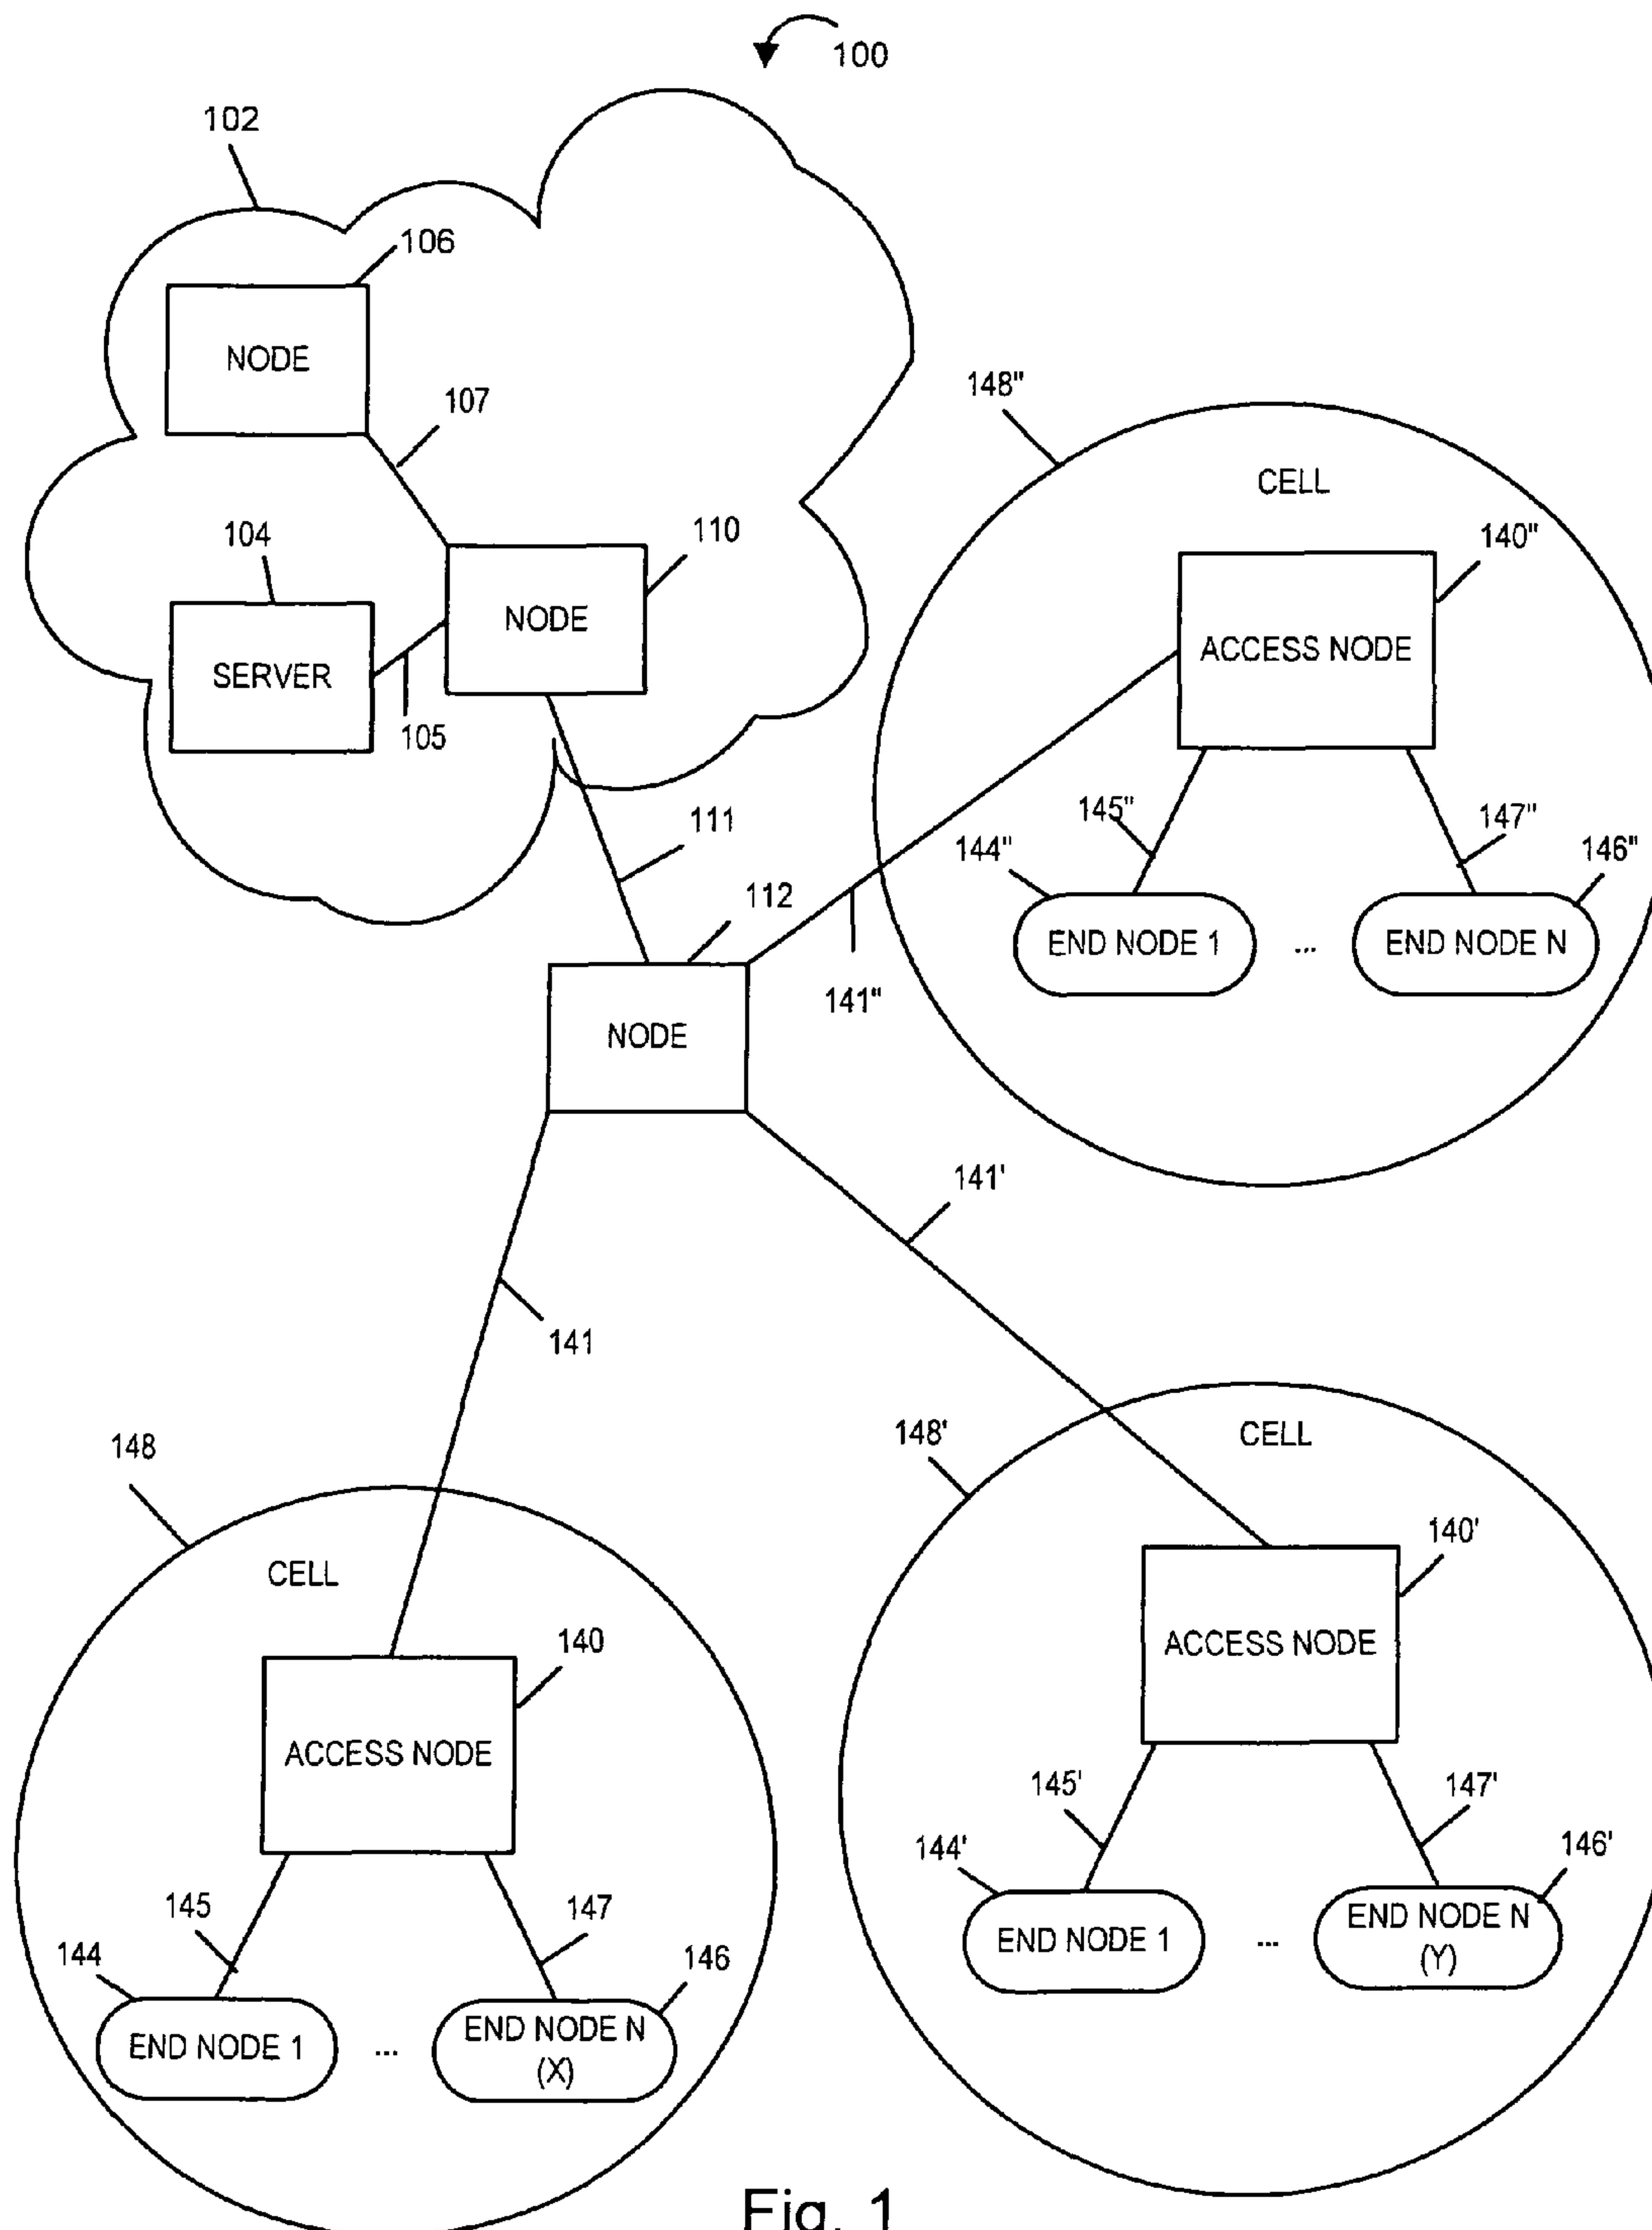 100
102
106
NODE
107
148"
CELL
104
110
140"
NODE
SERVER
ACCESS NODE
105
145"
147"
111
144"
146"
112
END NODE 1
...
END NODE N
141"
NODE
141'
141
148
148'
CELL
CELL
140'
140
ACCESS NODE
ACCESS NODE
145'
147'
144'
146'
145
147
END NODE 1
...
END NODE N
(Y)
144
146
END NODE 1
...
END NODE N
(X)
Fig. 1